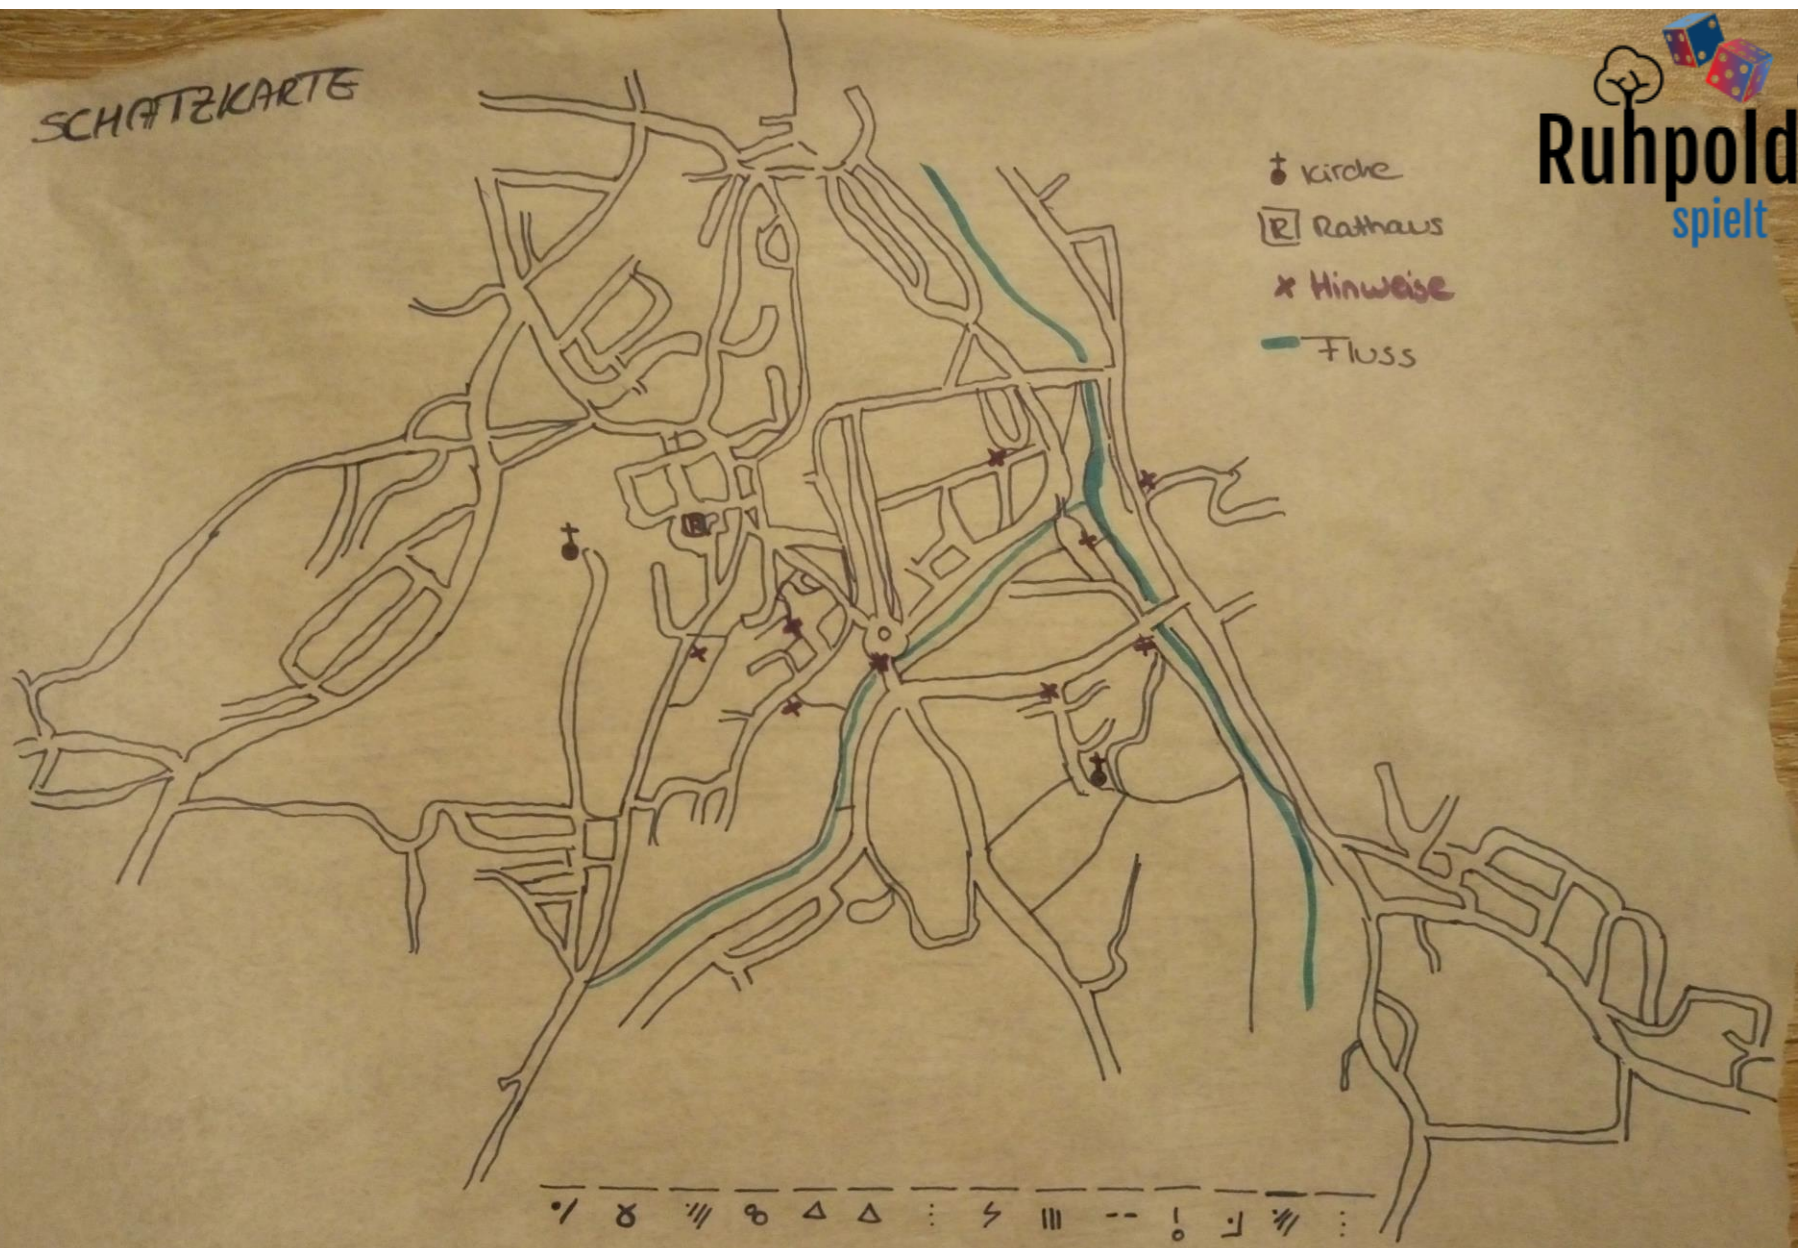 SCHATZKARTE
Ruhpold
spielt
Kirche
R Rathaus
x Hinweise
Fluss
R